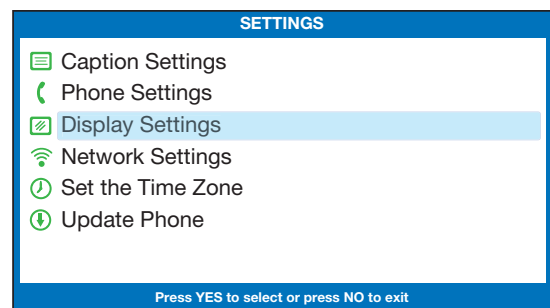 SETTINGS
Caption Settings
Phone Settings
Display Settings
Network Settings
Set the Time Zone
Update Phone
Press YES to select or press NO to exit